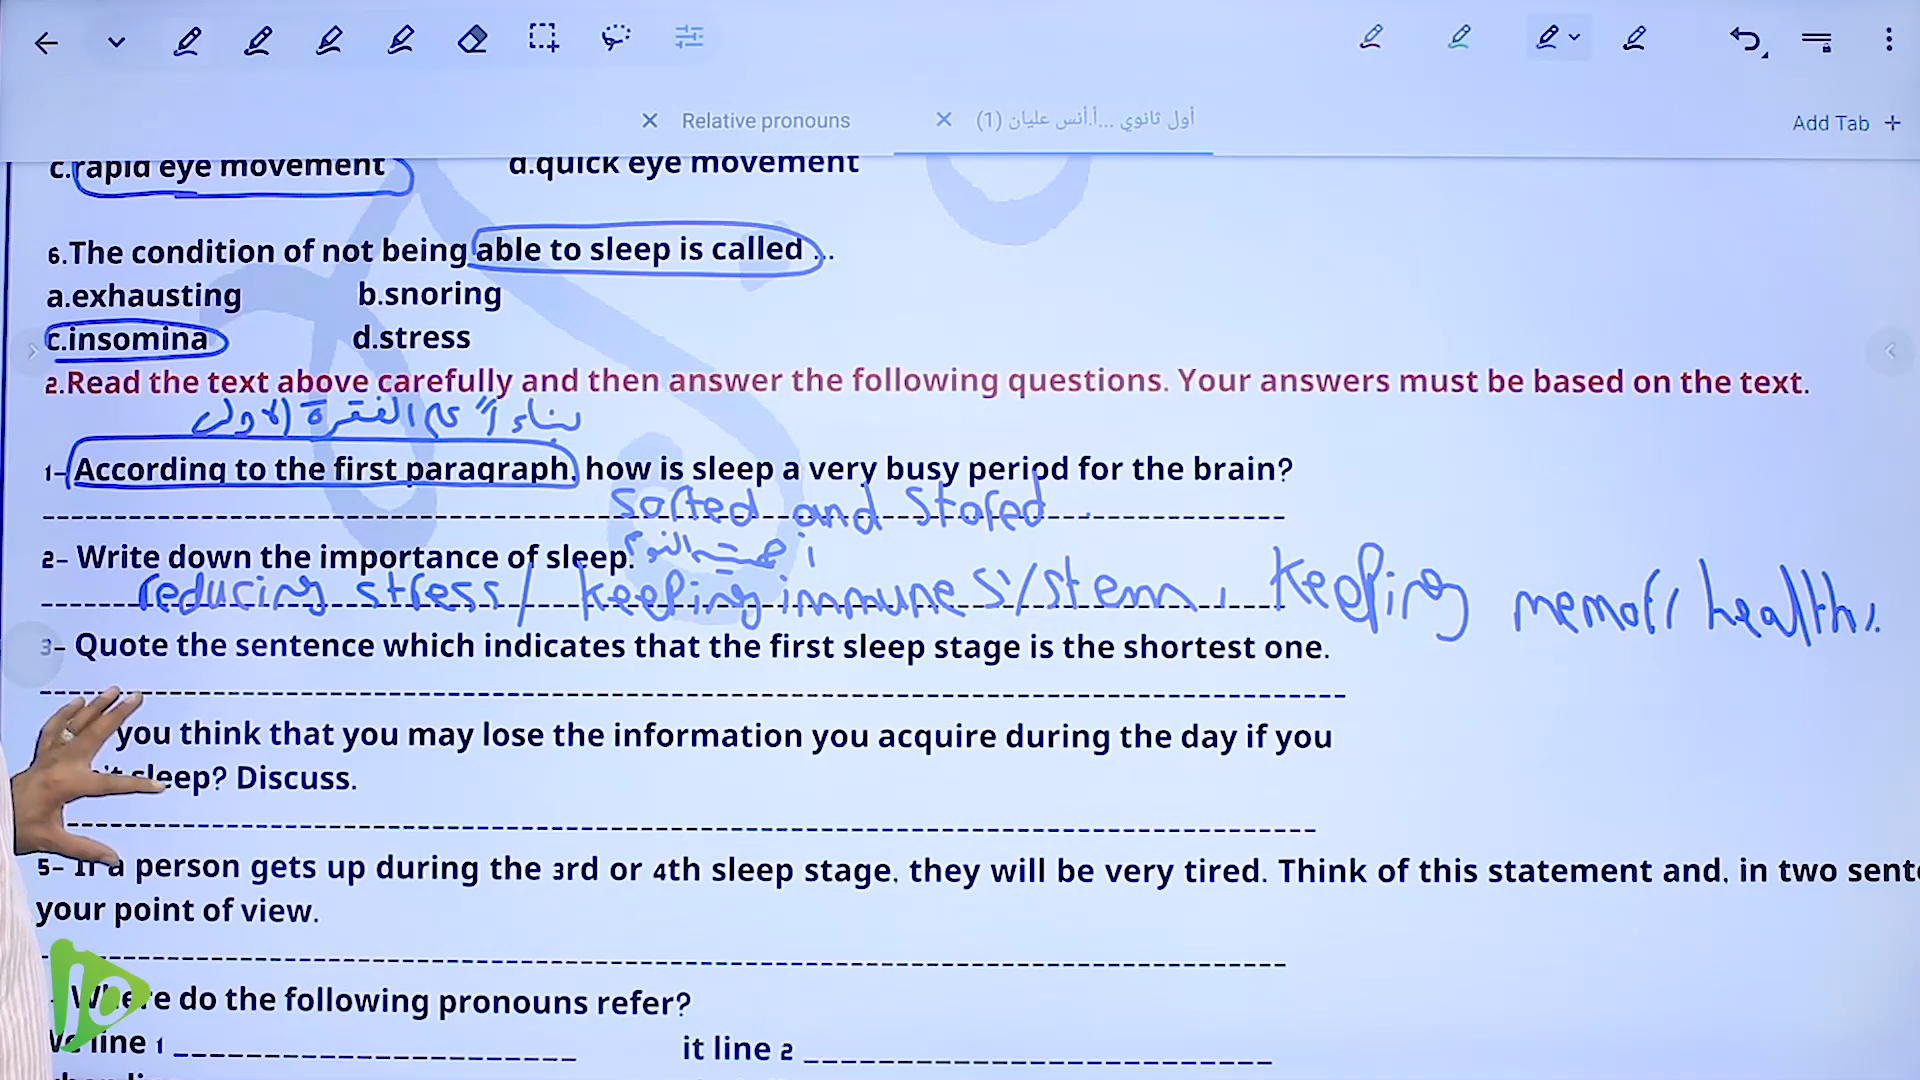 Relative pronouns
أول ثانوي ...أ.أنس عليان (1)
Add Tab +
c.rapid eye movement d.quick eye movement
6.The condition of not being able to sleep is called ...
a.exhausting b.snoring
c.insomina d.stress
2.Read the text above carefully and then answer the following questions. Your answers must be based on the text.
بناءً على الفقرة الاولى
1- According to the first paragraph, how is sleep a very busy period for the brain?
sorted and stored
2- Write down the importance of sleep. أهمية النوم
reducing stress / keeping immune system, keeping memory healthy.
3- Quote the sentence which indicates that the first sleep stage is the shortest one.
you think that you may lose the information you acquire during the day if you
sleep? Discuss.
5- If a person gets up during the 3rd or 4th sleep stage, they will be very tired. Think of this statement and, in two
your point of view.
Where do the following pronouns refer?
line 1 it line 2